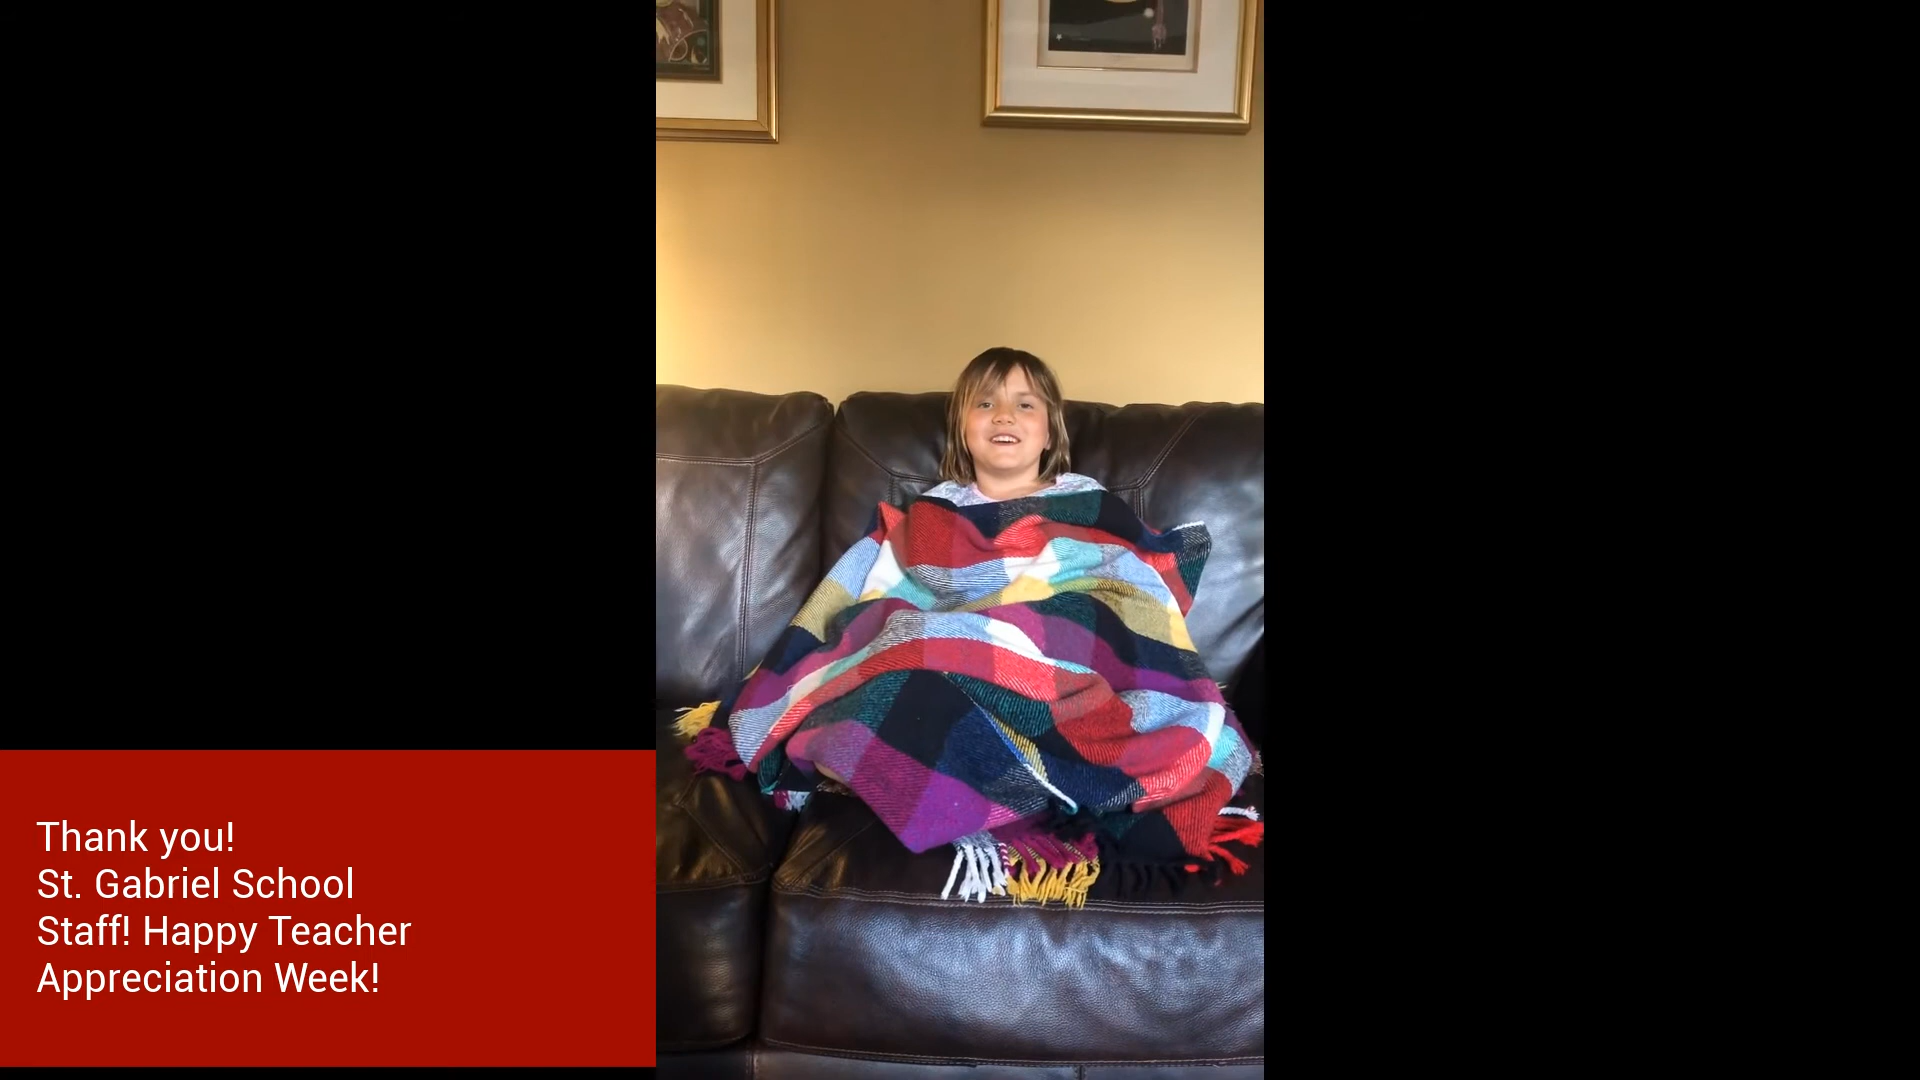 Thank you!
St. Gabriel School
Staff! Happy Teacher
Appreciation Week!